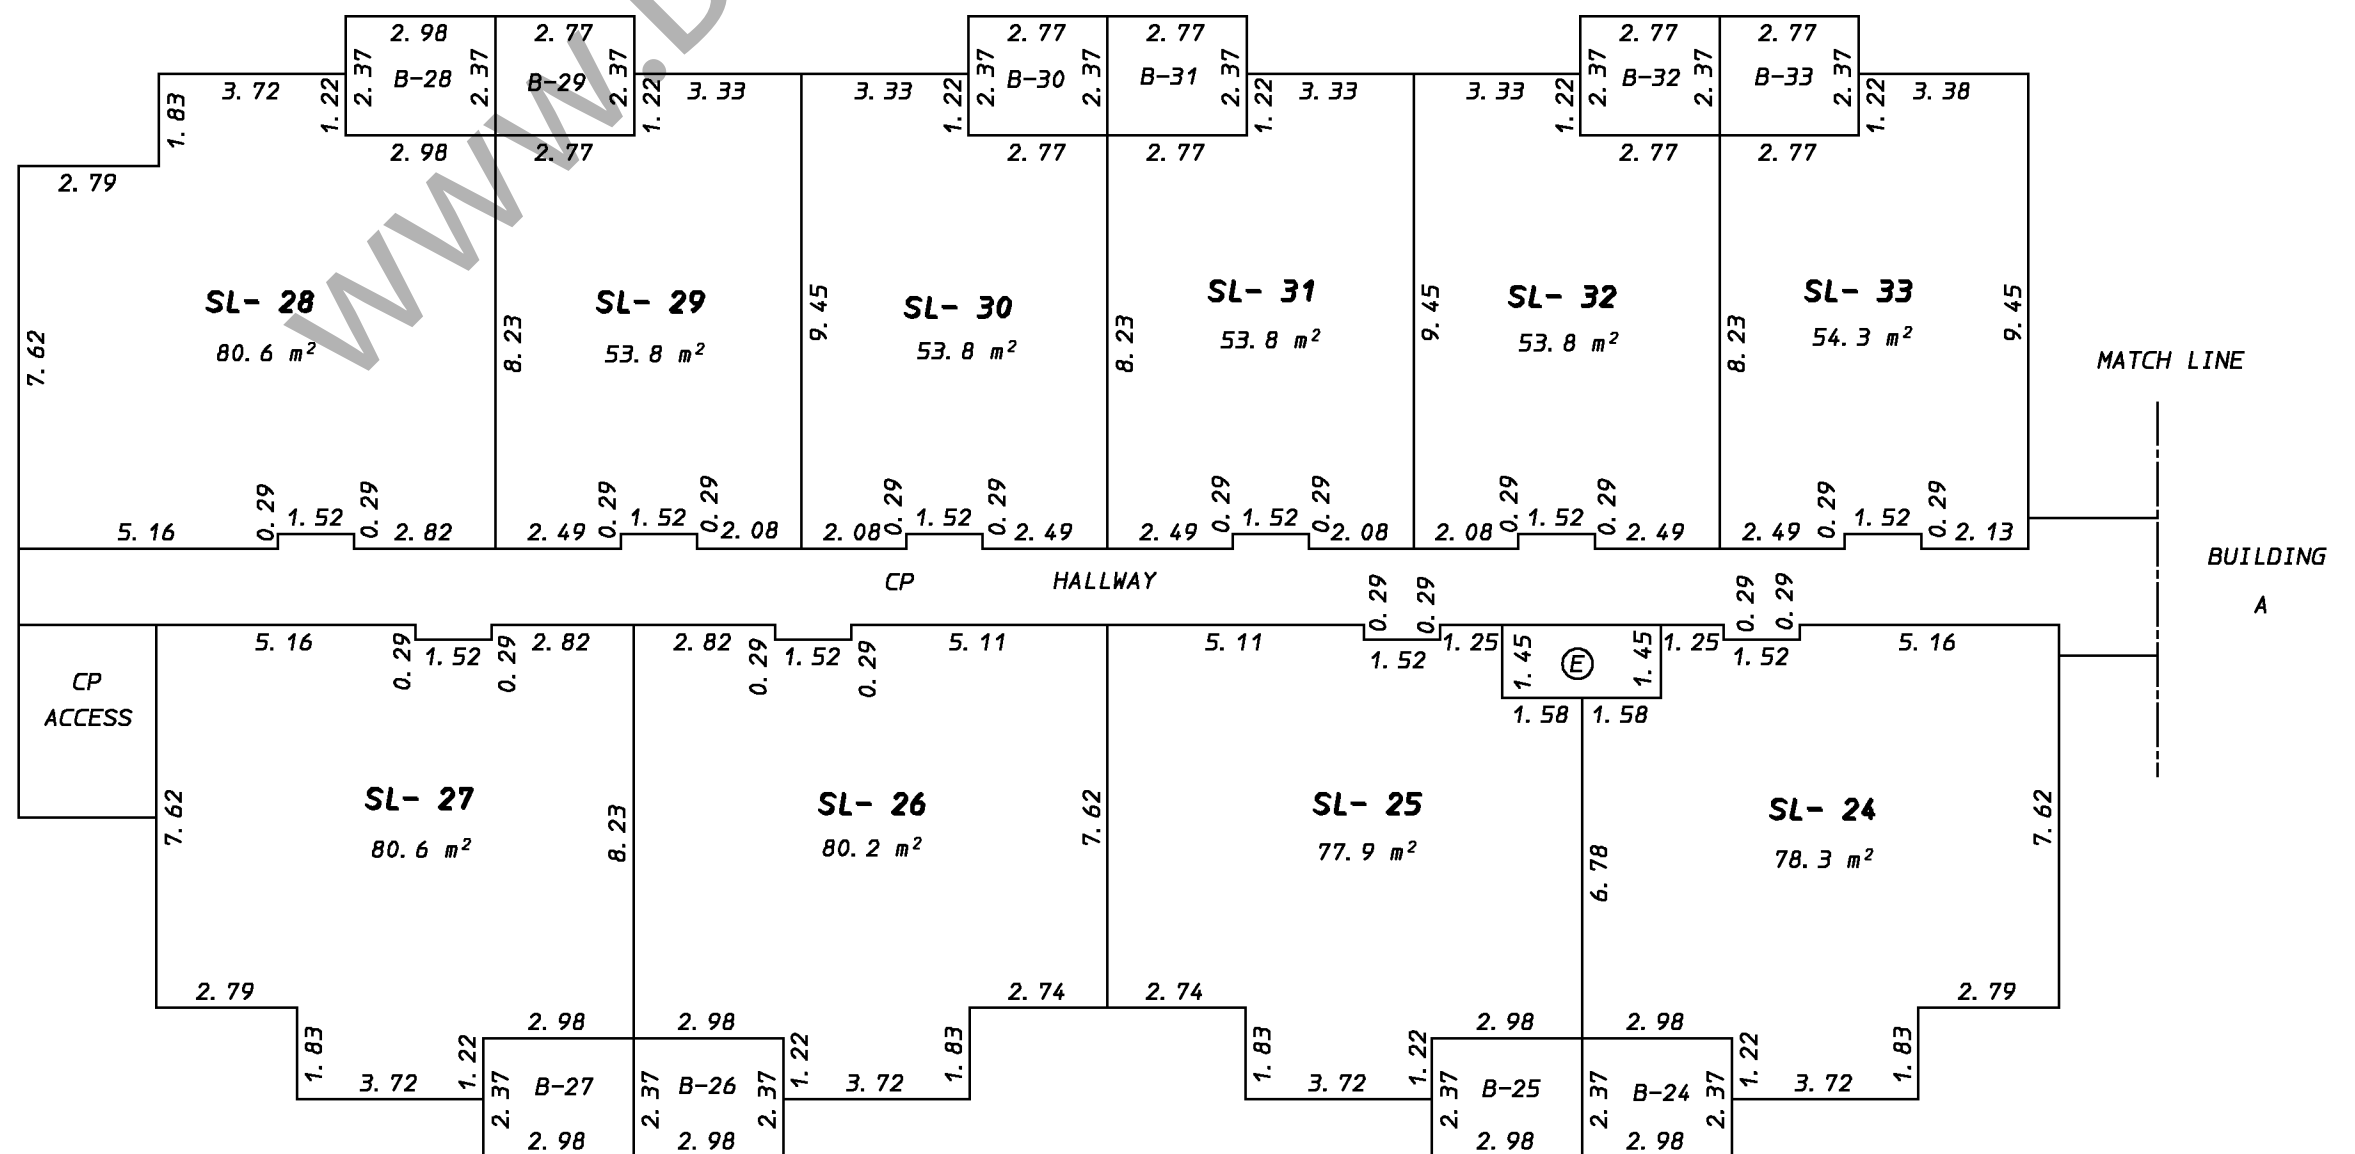 www.b
2.98 2.77 2.77 2.77 2.77 2.77
2.37 B-28 2.37 B-29 2.37 2.37 B-30 2.37 B-31 2.37 2.37 B-32 2.37 B-33 2.37
1.83 3.72 1.22 1.22 3.33 3.33 1.22 1.22 3.33 3.33 1.22 1.22 3.38
2.98 2.77 2.77 2.77 2.77 2.77
2.79
SL- 28 SL- 29 SL- 30 SL- 31 SL- 32 SL- 33
80.6 m² 53.8 m² 53.8 m² 53.8 m² 53.8 m² 54.3 m²
7.62 8.23 9.45 8.23 9.45 8.23 9.45
MATCH LINE
0.29 0.29 0.29 0.29 0.29 0.29 0.29 0.29 0.29 0.29 0.29 0.29
5.16 1.52 2.82 2.49 1.52 2.08 2.08 1.52 2.49 2.49 1.52 2.08 2.08 1.52 2.49 2.49 1.52 2.13
BUILDING
A
CP HALLWAY
0.29 0.29 0.29 0.29
5.16 0.29 1.52 0.29 2.82 2.82 0.29 1.52 0.29 5.11 5.11 1.52 1.25 1.45 E 1.45 1.25 1.52 5.16
CP
ACCESS
1.58 1.58
SL- 27 SL- 26 SL- 25 SL- 24
80.6 m² 80.2 m² 77.9 m² 78.3 m²
7.62 8.23 7.62 6.78 7.62
2.79 2.74 2.74 2.79
2.98 2.98 2.98 2.98
1.83 3.72 1.22 1.22 3.72 1.83 1.83 3.72 1.22 1.22 3.72 1.83
2.37 B-27 2.37 B-26 2.37 2.37 B-25 2.37 B-24 2.37
2.98 2.98 2.98 2.98